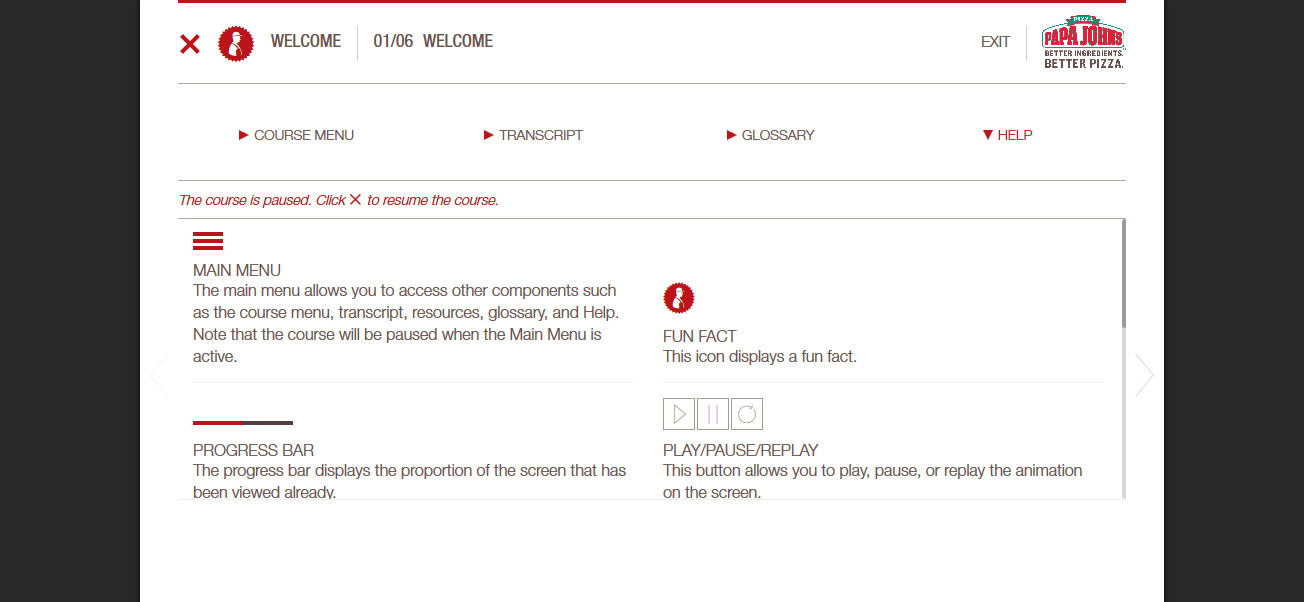 WELCOME 01/06 WELCOME EXIT
PIZZA
PAPA JOHNS
BETTER INGREDIENTS.
BETTER PIZZA.
COURSE MENU TRANSCRIPT GLOSSARY HELP
The course is paused. Click X to resume the course.
MAIN MENU
The main menu allows you to access other components such
as the course menu, transcript, resources, glossary, and Help.
Note that the course will be paused when the Main Menu is
active.
FUN FACT
This icon displays a fun fact.
PROGRESS BAR
The progress bar displays the proportion of the screen that has
been viewed already.
PLAY/PAUSE/REPLAY
This button allows you to play, pause, or replay the animation
on the screen.